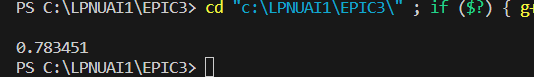 PS C:\LPNUAI1\EPIC3> cd "c:\LPNUAI1\EPIC3\" ; if ($?) { g+
0.783451
PS C:\LPNUAI1\EPIC3>